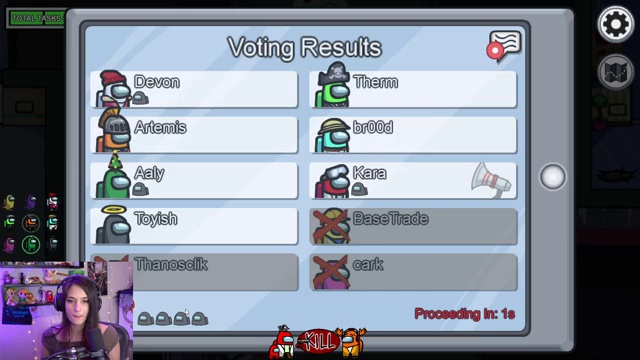 TOTAL TASKS
Voting Results
Devon
Therm
Artemis
br00d
Aaly
Kara
Toyish
BaseTrade
Thanosclik
cark
Proceeding In: 1s
KILL